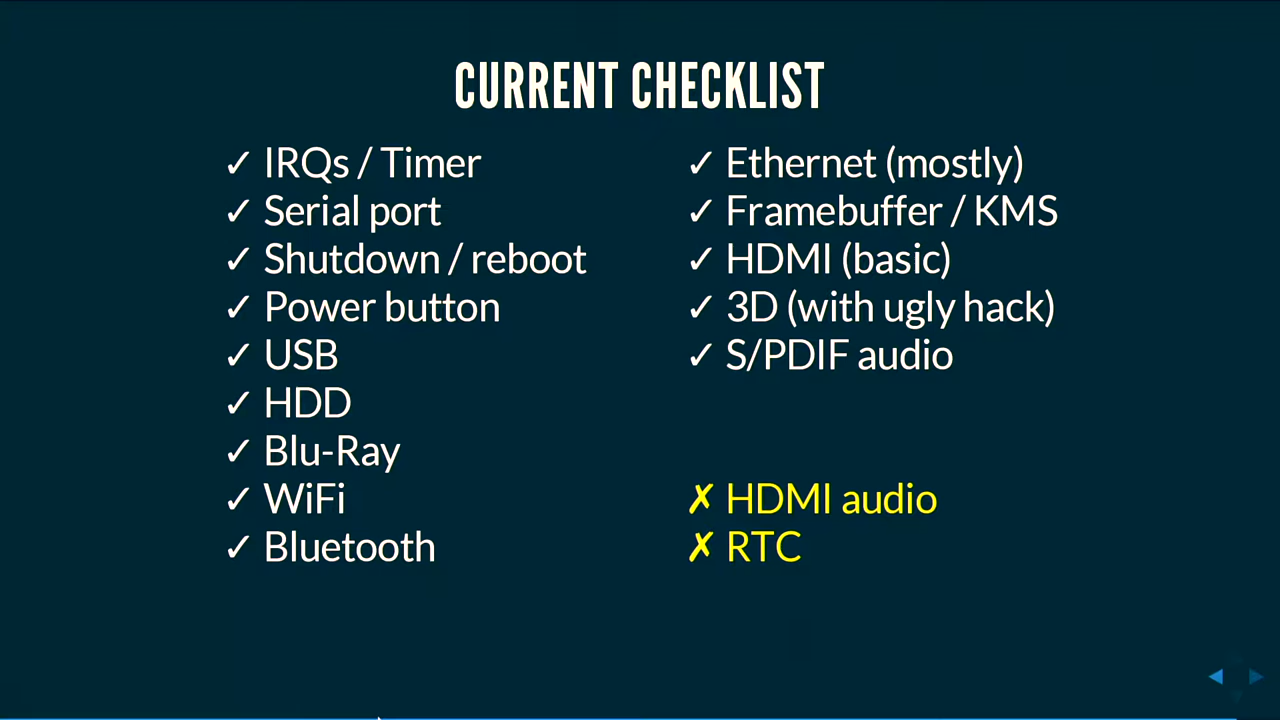 CURRENT CHECKLIST
✓ IRQs / Timer
✓ Serial port
✓ Shutdown / reboot
✓ Power button
✓ USB
✓ HDD
✓ Blu-Ray
✓ WiFi
✓ Bluetooth
✓ Ethernet (mostly)
✓ Framebuffer / KMS
✓ HDMI (basic)
✓ 3D (with ugly hack)
✓ S/PDIF audio
✗ HDMI audio
✗ RTC